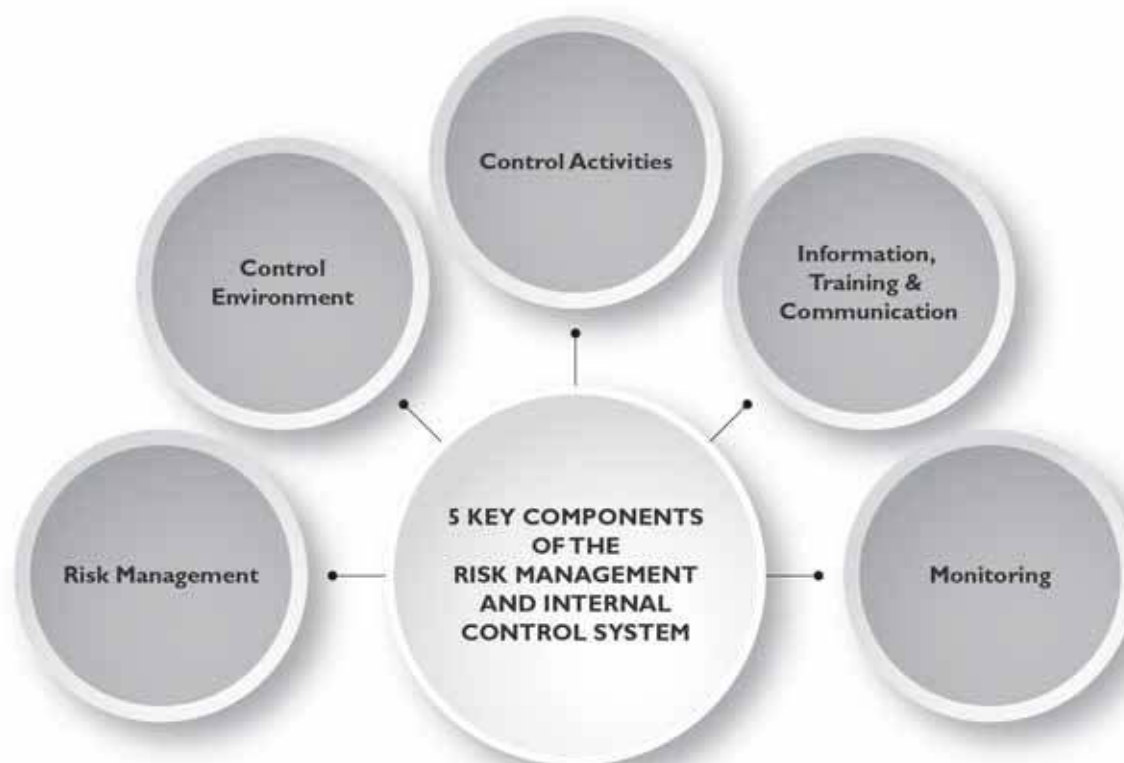 Control Activities
Control
Environment
Information,
Training &
Communication
Risk Management
5 KEY COMPONENTS
OF THE
RISK MANAGEMENT
AND INTERNAL
CONTROL SYSTEM
Monitoring